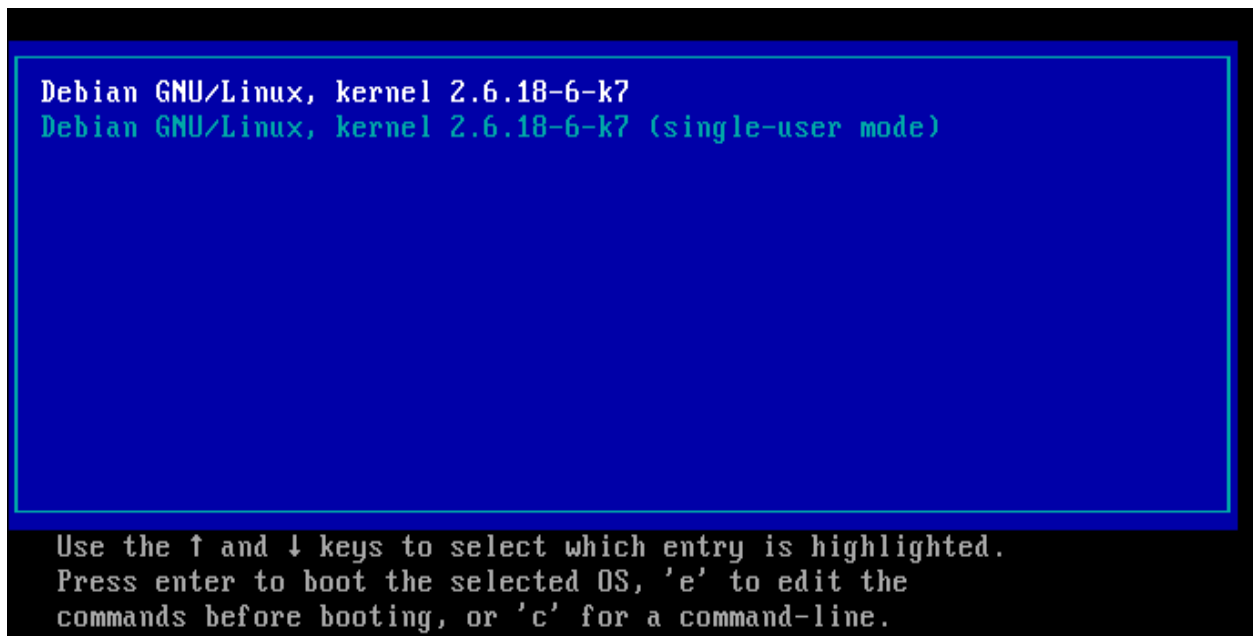 Debian GNU/Linux, kernel 2.6.18-6-k7
Debian GNU/Linux, kernel 2.6.18-6-k7 (single-user mode)
Use the ↑ and ↓ keys to select which entry is highlighted.
Press enter to boot the selected OS, 'e' to edit the
commands before booting, or 'c' for a command-line.